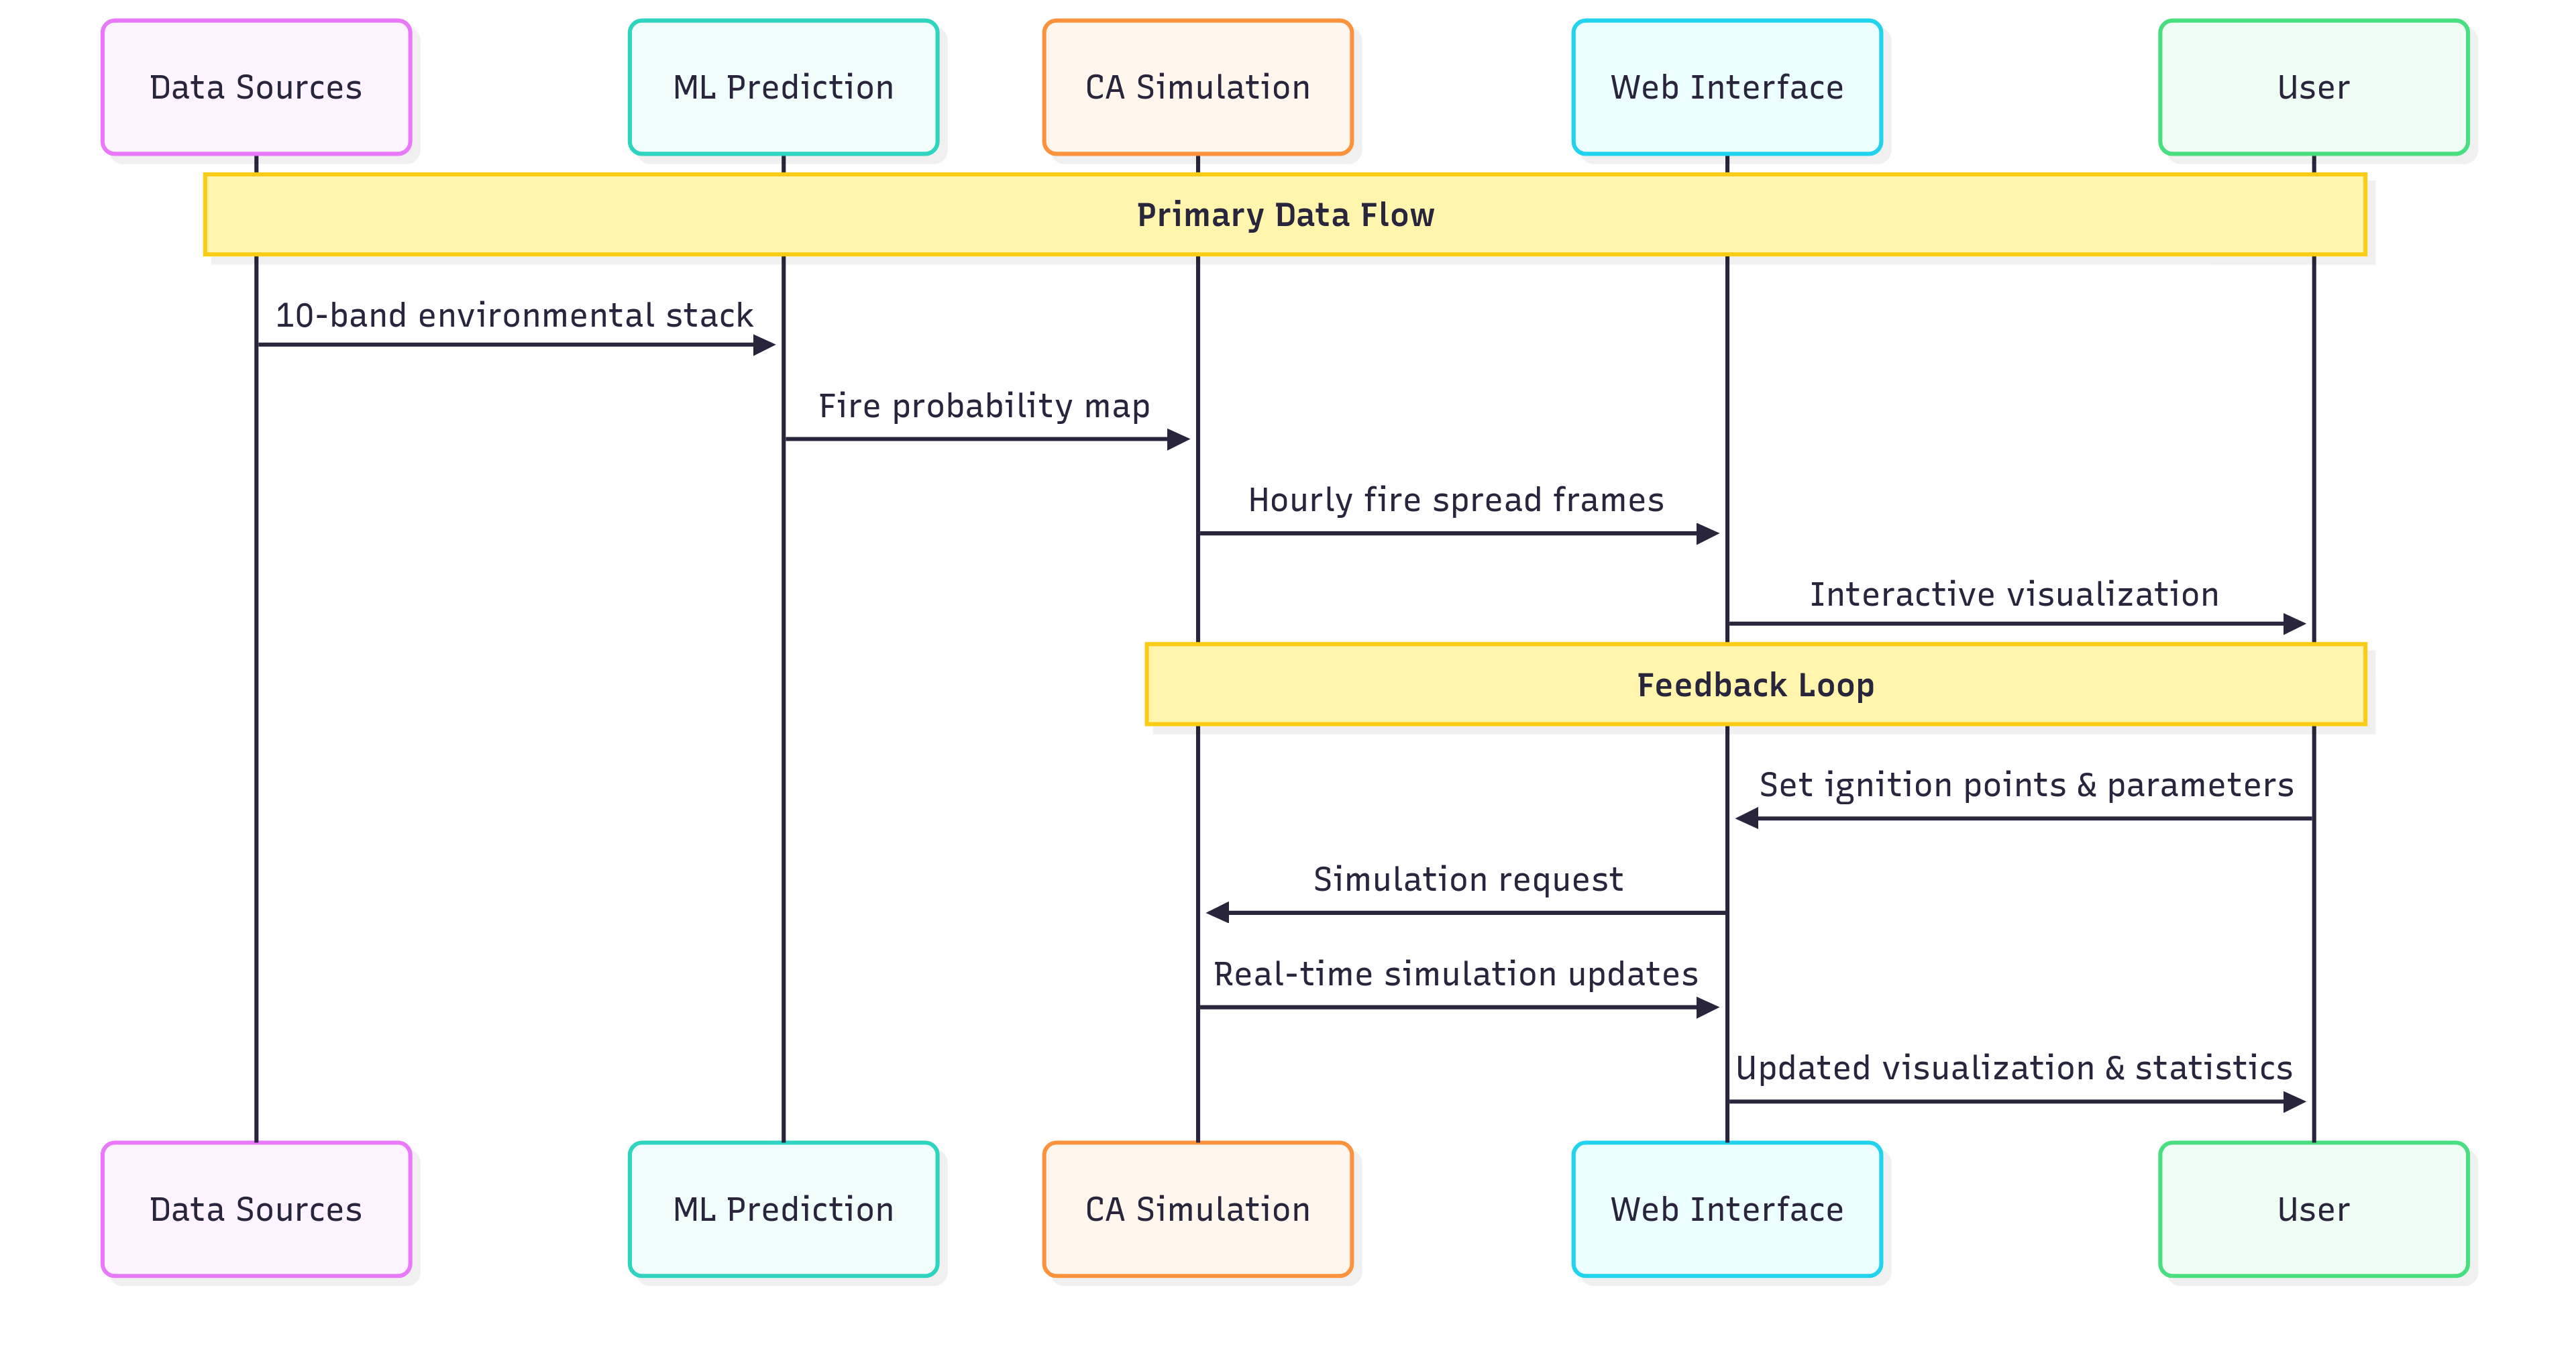 Data Sources
ML Prediction
CA Simulation
Web Interface
User
Primary Data Flow
10-band environmental stack
Fire probability map
Hourly fire spread frames
Interactive visualization
Feedback Loop
Set ignition points & parameters
Simulation request
Real-time simulation updates
Updated visualization & statistics
Data Sources
ML Prediction
CA Simulation
Web Interface
User